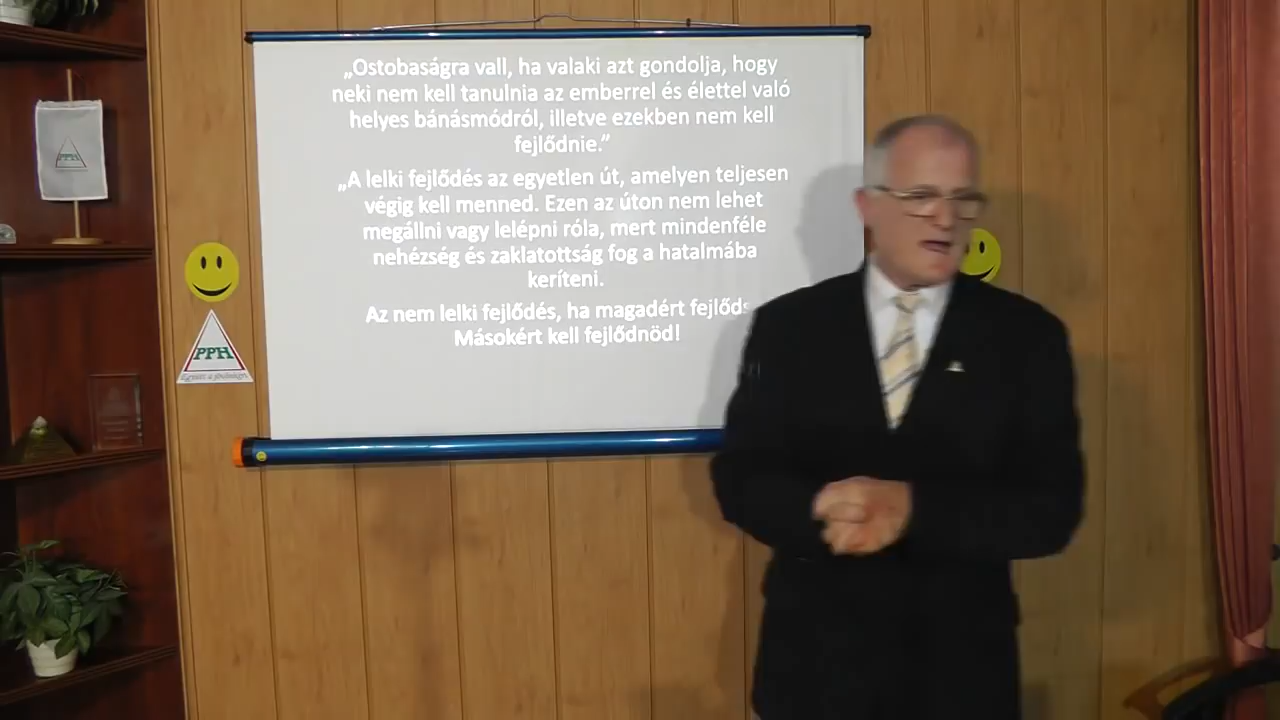 „Ostobaságra vall, ha valaki azt gondolja, hogy
neki nem kell tanulnia az emberrel és élettel való
helyes bánásmódról, illetve ezekben nem kell
fejlődnie.”
„A lelki fejlődés az egyetlen út, amelyen teljesen
végig kell menned. Ezen az úton nem lehet
megállni vagy lelépni róla, mert mindenféle
nehézség és zaklatottság fog a hatalmába
keríteni.
Az nem lelki fejlődés, ha magadért fejlőds
Másokért kell fejlődnöd!
PPH
PPH